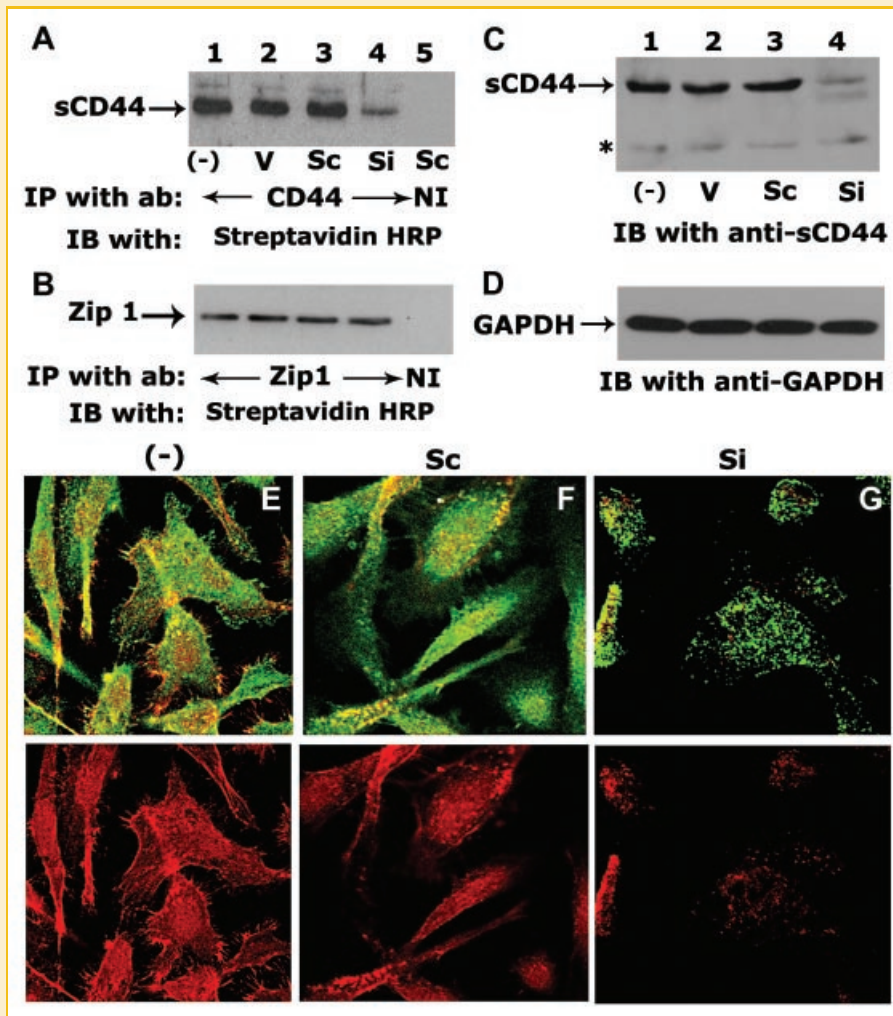 A
1 2 3 4 5
sCD44→
(-) V Sc Si Sc
IP with ab: ← CD44 → NI
IB with: Streptavidin HRP
B
Zip 1 →
IP with ab: ← Zip1 → NI
IB with: Streptavidin HRP
C
1 2 3 4
sCD44→
*
(-) V Sc Si
IB with anti-sCD44
D
GAPDH →
IB with anti-GAPDH
(-) Sc Si
E F G